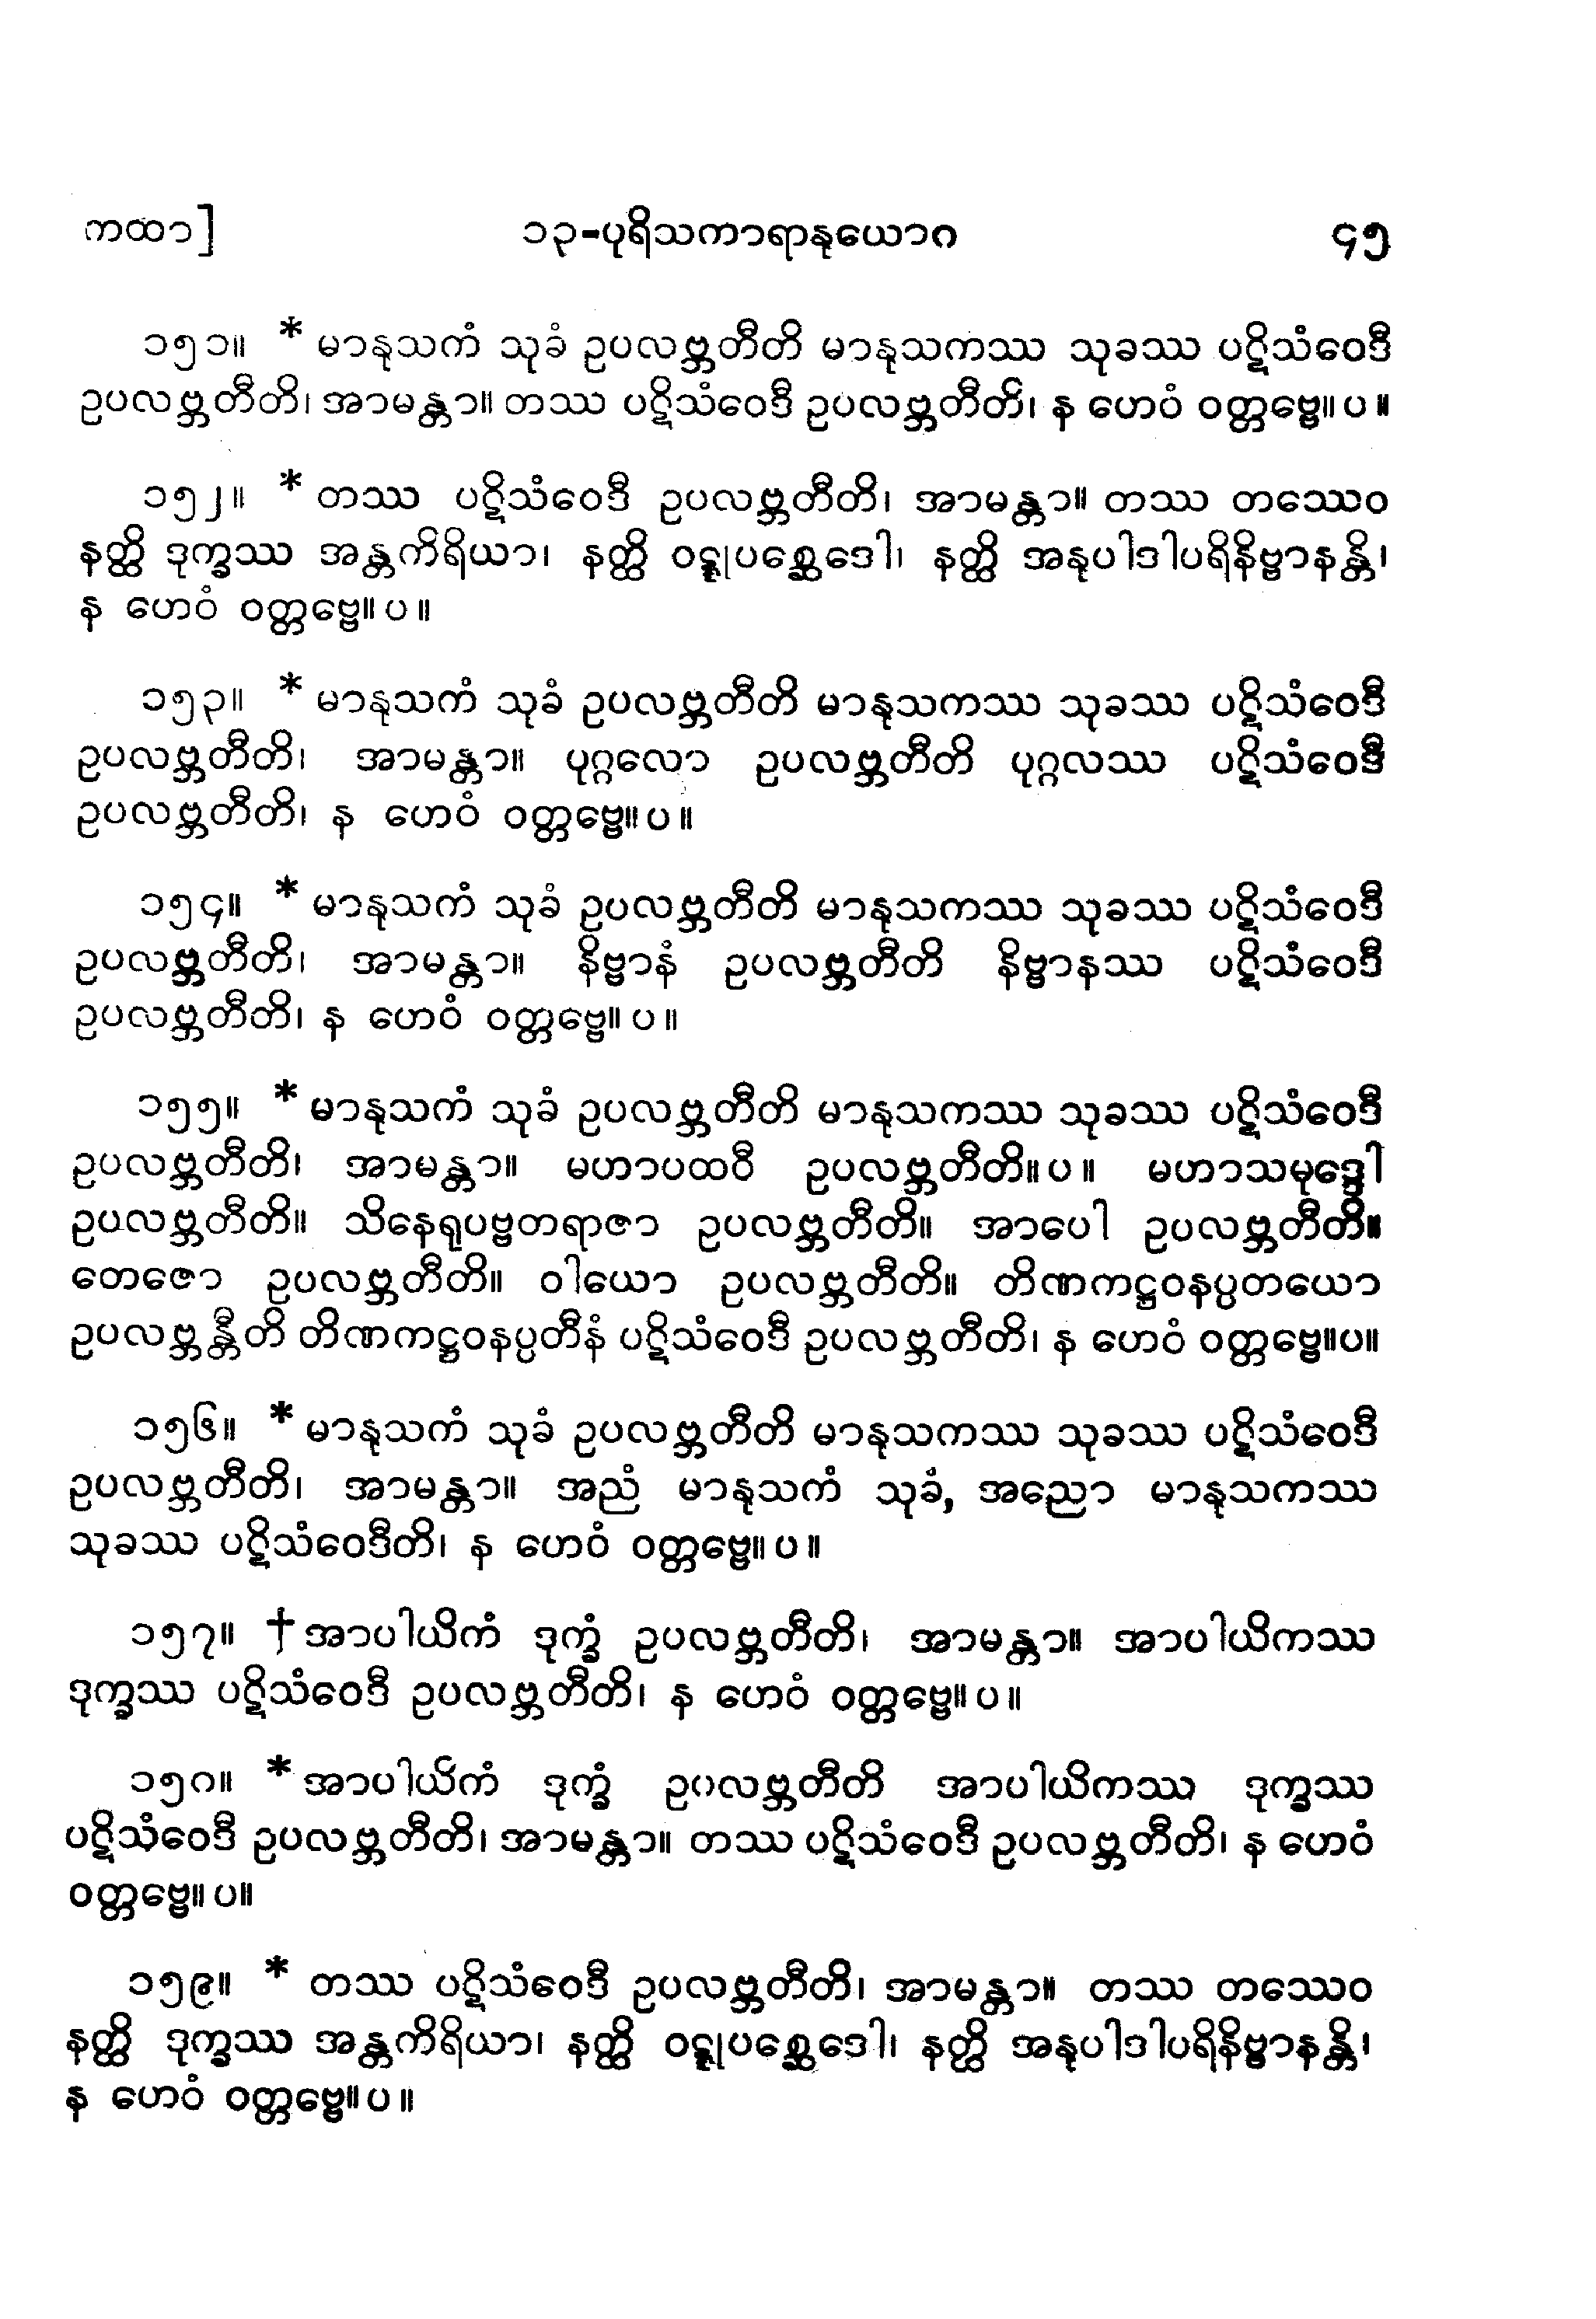 ကထာ] ၁၃-ပုရိသကာရာနုယောဂ ၄၅
၁၅၁။ * မာနုသကံ သုခံ ဥပလဗ္ဘတီတိ မာနုသကဿ သုခဿ ပဋိသံဝေဒီ
ဥပလဗ္ဘတီတိ၊ အာမန္တာ။ တဿ ပဋိသံဝေဒီ ဥပလဗ္ဘတီတိ၊ န ဟေဝံ ဝတ္တဗ္ဗေ။ ပ ။
၁၅၂။ * တဿ ပဋိသံဝေဒီ ဥပလဗ္ဘတီတိ၊ အာမန္တာ။ တဿ တဿေဝ
နတ္ထိ ဒုက္ခဿ အန္တကိရိယာ၊ နတ္ထိ ဝဋ္ဋုပစ္ဆေဒေါ၊ နတ္ထိ အနုပါဒါပရိနိဗ္ဗာနန္တိ၊
န ဟေဝံ ဝတ္တဗ္ဗေ။ ပ ။
၁၅၃။ * မာနုသကံ သုခံ ဥပလဗ္ဘတီတိ မာနုသကဿ သုခဿ ပဋိသံဝေဒီ
ဥပလဗ္ဘတီတိ၊ အာမန္တာ။ ပုဂ္ဂလော ဥပလဗ္ဘတီတိ ပုဂ္ဂလဿ ပဋိသံဝေဒီ
ဥပလဗ္ဘတီတိ၊ န ဟေဝံ ဝတ္တဗ္ဗေ။ ပ ။
၁၅၄။ * မာနုသကံ သုခံ ဥပလဗ္ဘတီတိ မာနုသကဿ သုခဿ ပဋိသံဝေဒီ
ဥပလဗ္ဘတီတိ၊ အာမန္တာ။ နိဗ္ဗာနံ ဥပလဗ္ဘတီတိ နိဗ္ဗာနဿ ပဋိသံဝေဒီ
ဥပလဗ္ဘတီတိ၊ န ဟေဝံ ဝတ္တဗ္ဗေ။ ပ ။
၁၅၅။ * မာနုသကံ သုခံ ဥပလဗ္ဘတီတိ မာနုသကဿ သုခဿ ပဋိသံဝေဒီ
ဥပလဗ္ဘတီတိ၊ အာမန္တာ။ မဟာပထဝီ ဥပလဗ္ဘတီတိ။ ပ ။ မဟာသမုဒ္ဒေါ
ဥပလဗ္ဘတီတိ။ သိနေရုပဗ္ဗတရာဇာ ဥပလဗ္ဘတီတိ။ အာပေါ ဥပလဗ္ဘတီတိ။
တေဇော ဥပလဗ္ဘတီတိ။ ဝါယော ဥပလဗ္ဘတီတိ။ တိဏကဋ္ဌဝနပ္ပတယော
ဥပလဗ္ဘန္တီတိ တိဏကဋ္ဌဝနပ္ပတီနံ ပဋိသံဝေဒီ ဥပလဗ္ဘတီတိ၊ န ဟေဝံ ဝတ္တဗ္ဗေ။ပ။
၁၅၆။ * မာနုသကံ သုခံ ဥပလဗ္ဘတီတိ မာနုသကဿ သုခဿ ပဋိသံဝေဒီ
ဥပလဗ္ဘတီတိ၊ အာမန္တာ။ အညံ မာနုသကံ သုခံ, အညော မာနုသကဿ
သုခဿ ပဋိသံဝေဒီတိ၊ န ဟေဝံ ဝတ္တဗ္ဗေ။ ပ ။
၁၅၇။ † အာပါယိကံ ဒုက္ခံ ဥပလဗ္ဘတီတိ၊ အာမန္တာ။ အာပါယိကဿ
ဒုက္ခဿ ပဋိသံဝေဒီ ဥပလဗ္ဘတီတိ၊ န ဟေဝံ ဝတ္တဗ္ဗေ။ ပ ။
၁၅၈။ * အာပါယိကံ ဒုက္ခံ ဥပလဗ္ဘတီတိ အာပါယိကဿ ဒုက္ခဿ
ပဋိသံဝေဒီ ဥပလဗ္ဘတီတိ၊ အာမန္တာ။ တဿ ပဋိသံဝေဒီ ဥပလဗ္ဘတီတိ၊ န ဟေဝံ
ဝတ္တဗ္ဗေ။ ပ။
၁၅၉။ * တဿ ပဋိသံဝေဒီ ဥပလဗ္ဘတီတိ၊ အာမန္တာ။ တဿ တဿေဝ
နတ္ထိ ဒုက္ခဿ အန္တကိရိယာ၊ နတ္ထိ ဝဋ္ဋုပစ္ဆေဒေါ၊ နတ္ထိ အနုပါဒါပရိနိဗ္ဗာနန္တိ၊
န ဟေဝံ ဝတ္တဗ္ဗေ။ ပ ။